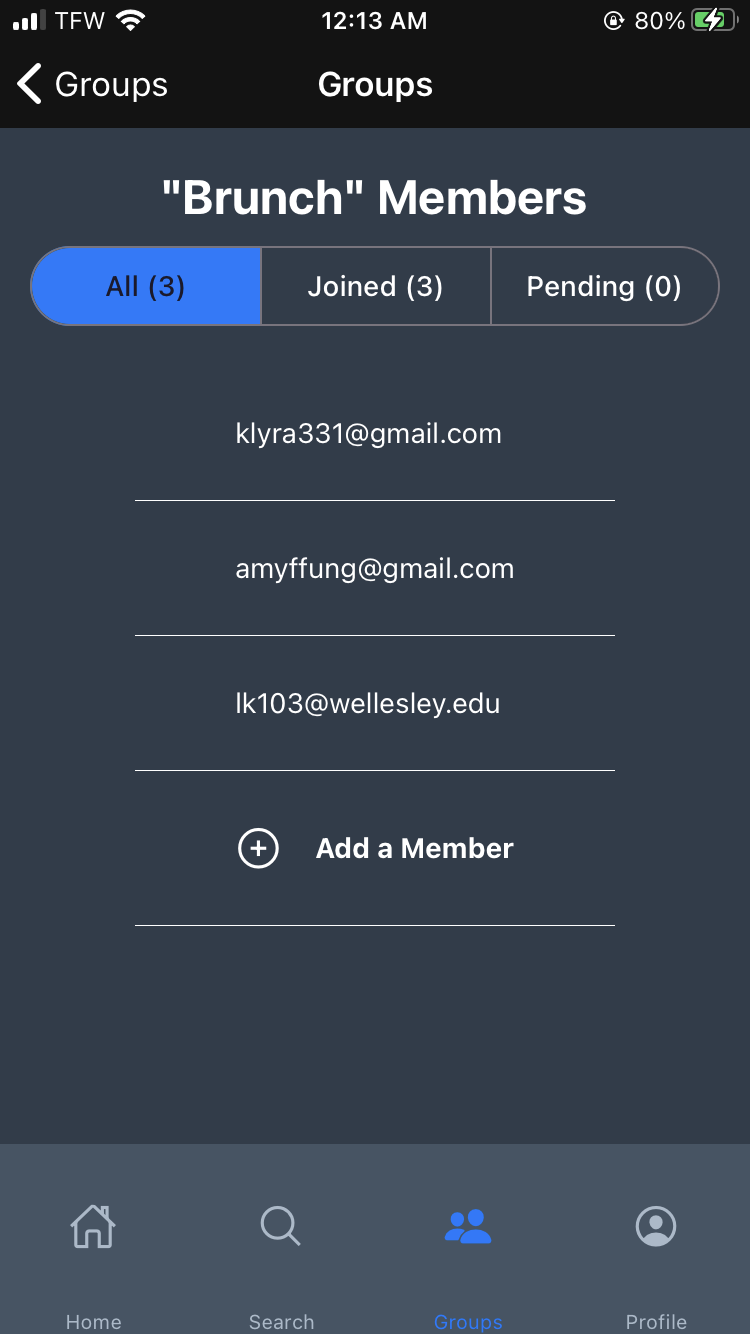 TFW 12:13 AM 80%
Groups Groups
"Brunch" Members
All (3) Joined (3) Pending (0)
klyra331@gmail.com
amyffung@gmail.com
lk103@wellesley.edu
Add a Member
Home Search Groups Profile